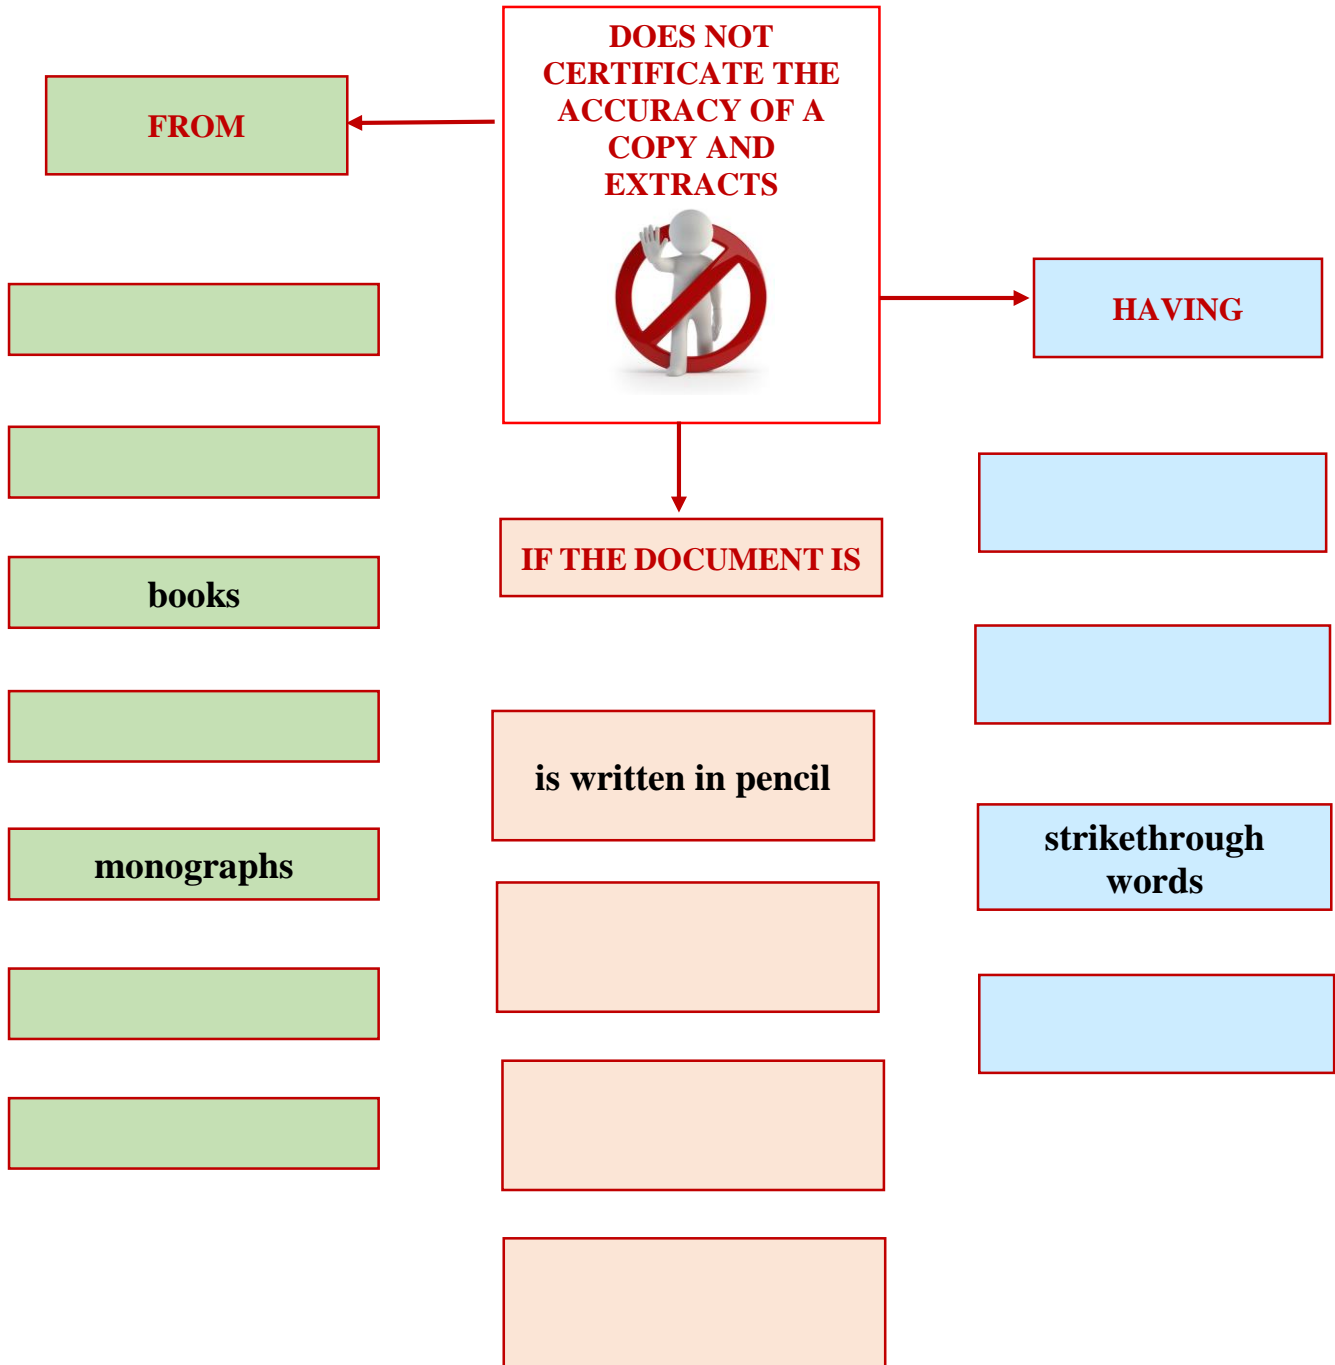 DOES NOT
CERTIFICATE THE
ACCURACY OF A
COPY AND
EXTRACTS
FROM
HAVING
IF THE DOCUMENT IS
books
is written in pencil
monographs
strikethrough
words